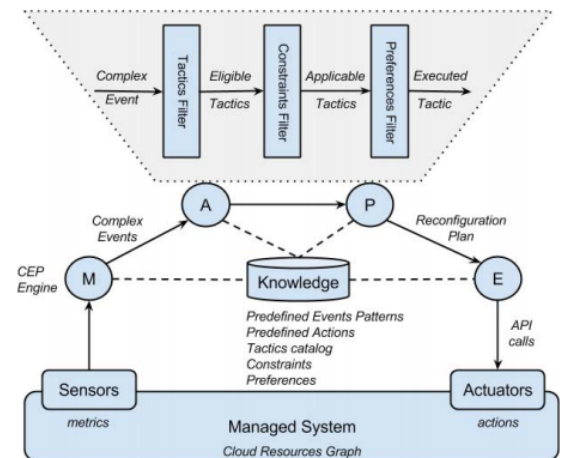 Complex
Event
Tactics Filter
Eligible
Tactics
Constraints Filter
Applicable
Tactics
Preferences Filter
Executed
Tactic
A
P
Complex
Events
Reconfiguration
Plan
CEP
Engine
M
Knowledge
E
Predefined Events Patterns
Predefined Actions
Tactics catalog
Constraints
Preferences
API
calls
Sensors
metrics
Actuators
actions
Managed System
Cloud Resources Graph